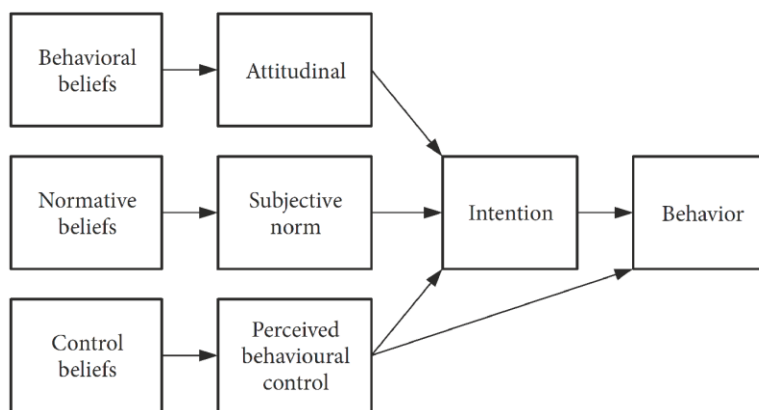 Behavioral
beliefs
Attitudinal
Normative
beliefs
Subjective
norm
Intention
Behavior
Control
beliefs
Perceived
behavioural
control